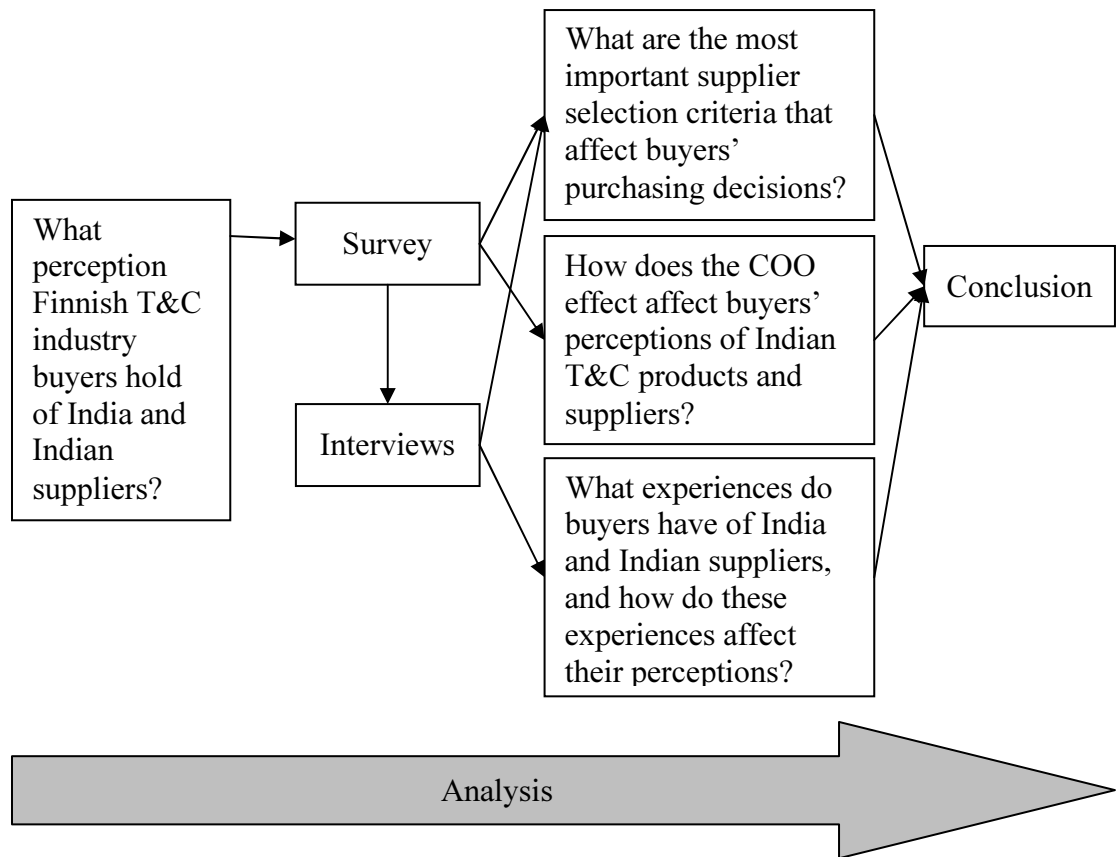 What
perception
Finnish T&C
industry
buyers hold
of India and
Indian
suppliers?
Survey
Interviews
What are the most
important supplier
selection criteria that
affect buyers’
purchasing decisions?
How does the COO
effect affect buyers’
perceptions of Indian
T&C products and
suppliers?
What experiences do
buyers have of India
and Indian suppliers,
and how do these
experiences affect
their perceptions?
Conclusion
Analysis